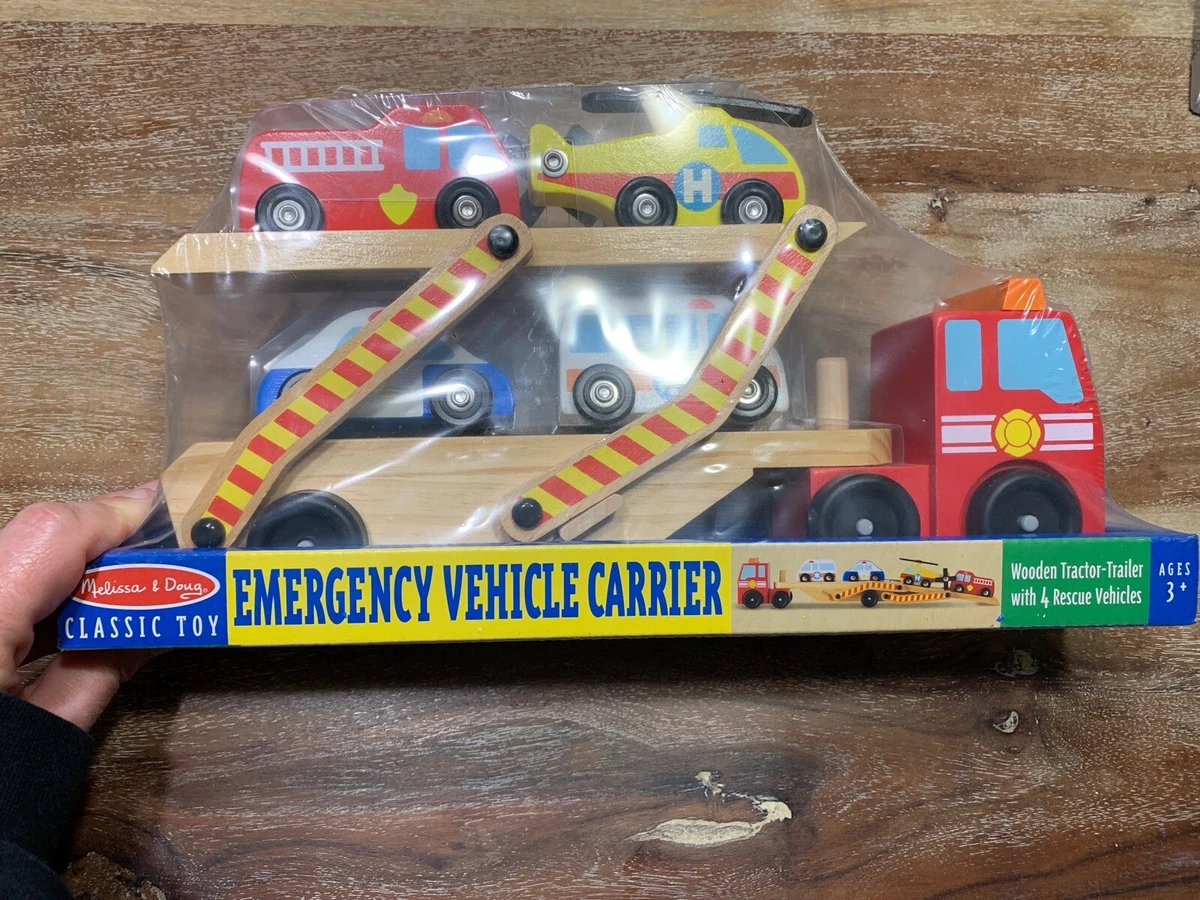 H
Melissa & Doug®
CLASSIC TOY
EMERGENCY VEHICLE CARRIER
Wooden Tractor-Trailer
with 4 Rescue Vehicles
AGES
3+